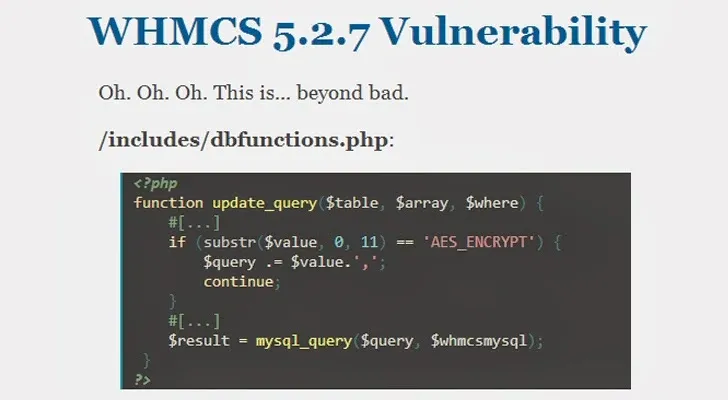 WHMCS 5.2.7 Vulnerability
Oh. Oh. Oh. This is... beyond bad.
/includes/dbfunctions.php:
<?php
function update_query($table, $array, $where) {
#[...]
if (substr($value, 0, 11) == 'AES_ENCRYPT') {
$query .= $value.',';
continue;
}
#[...]
$result = mysql_query($query, $whmcsmysql);
}
?>